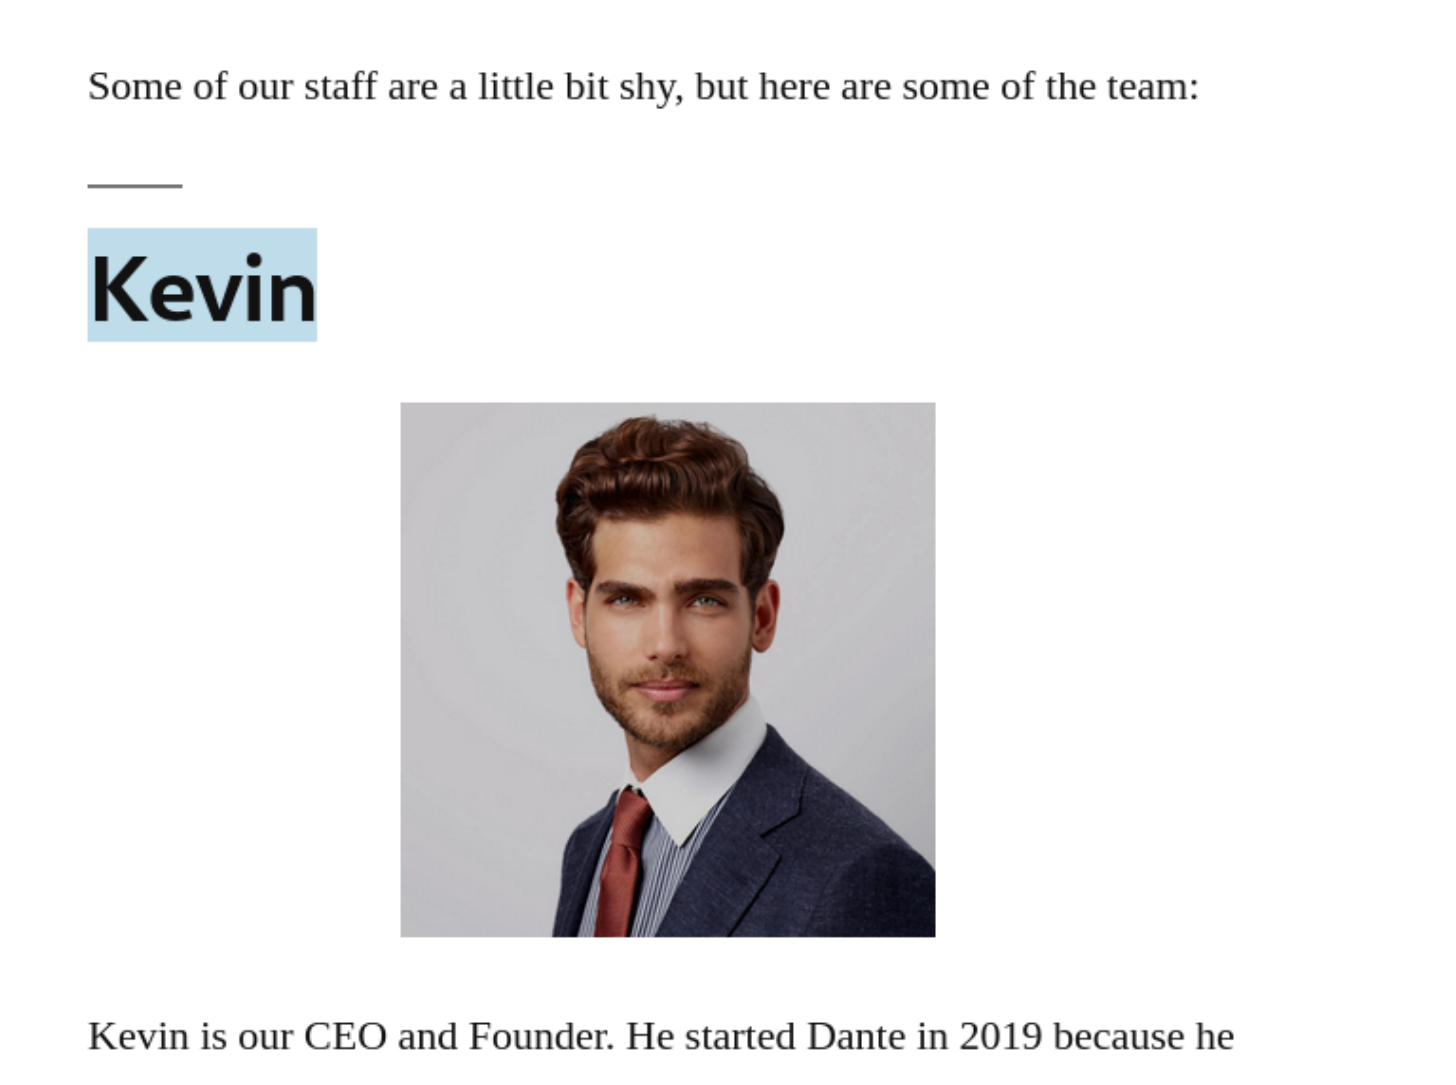 Some of our staff are a little bit shy, but here are some of the team:
Kevin
Kevin is our CEO and Founder. He started Dante in 2019 because he